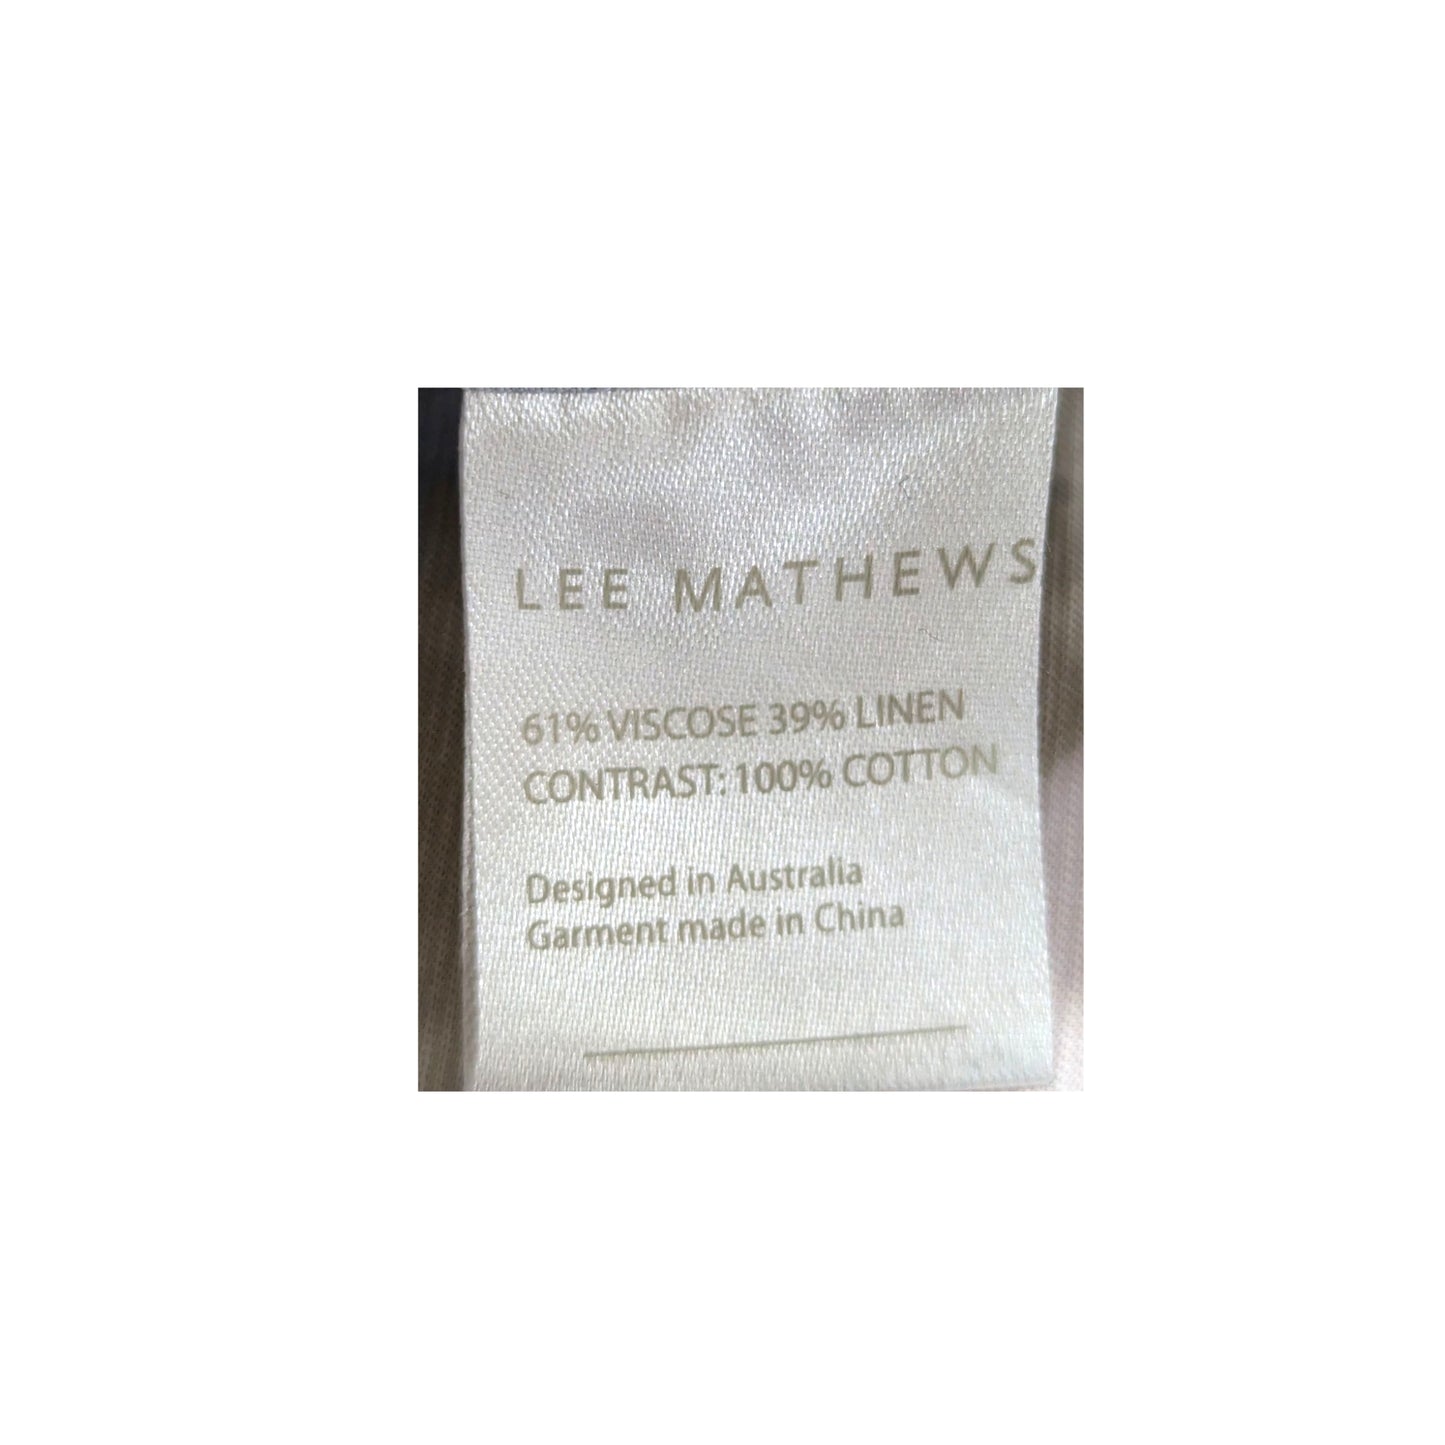 LEE MATHEWS
61% VISCOSE 39% LINEN
CONTRAST: 100% COTTON
Designed in Australia
Garment made in China